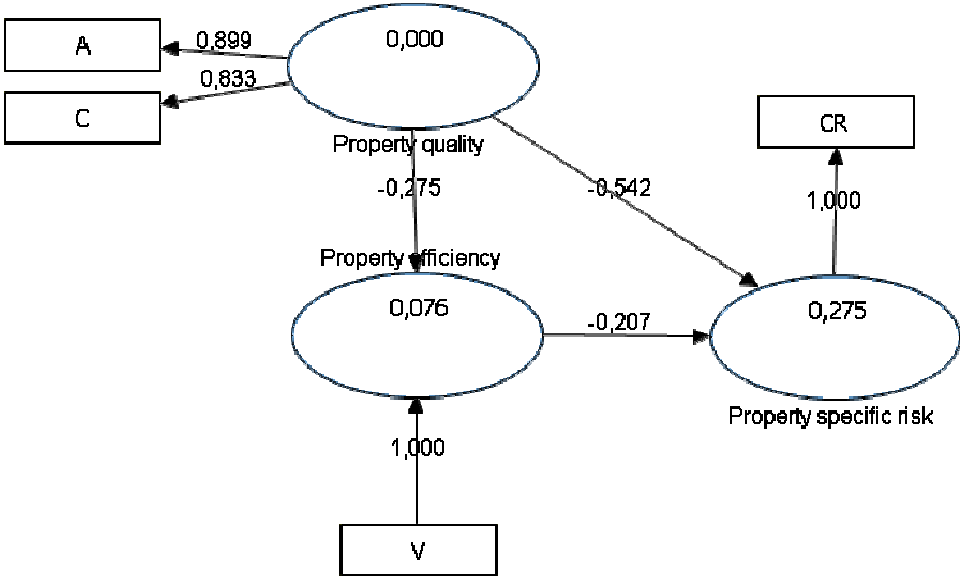 A
0,899
0,000
C
0,833
Property quality
CR
-0,275
-0,542
1,000
Property efficiency
0,076
-0,207
0,275
Property specific risk
1,000
V